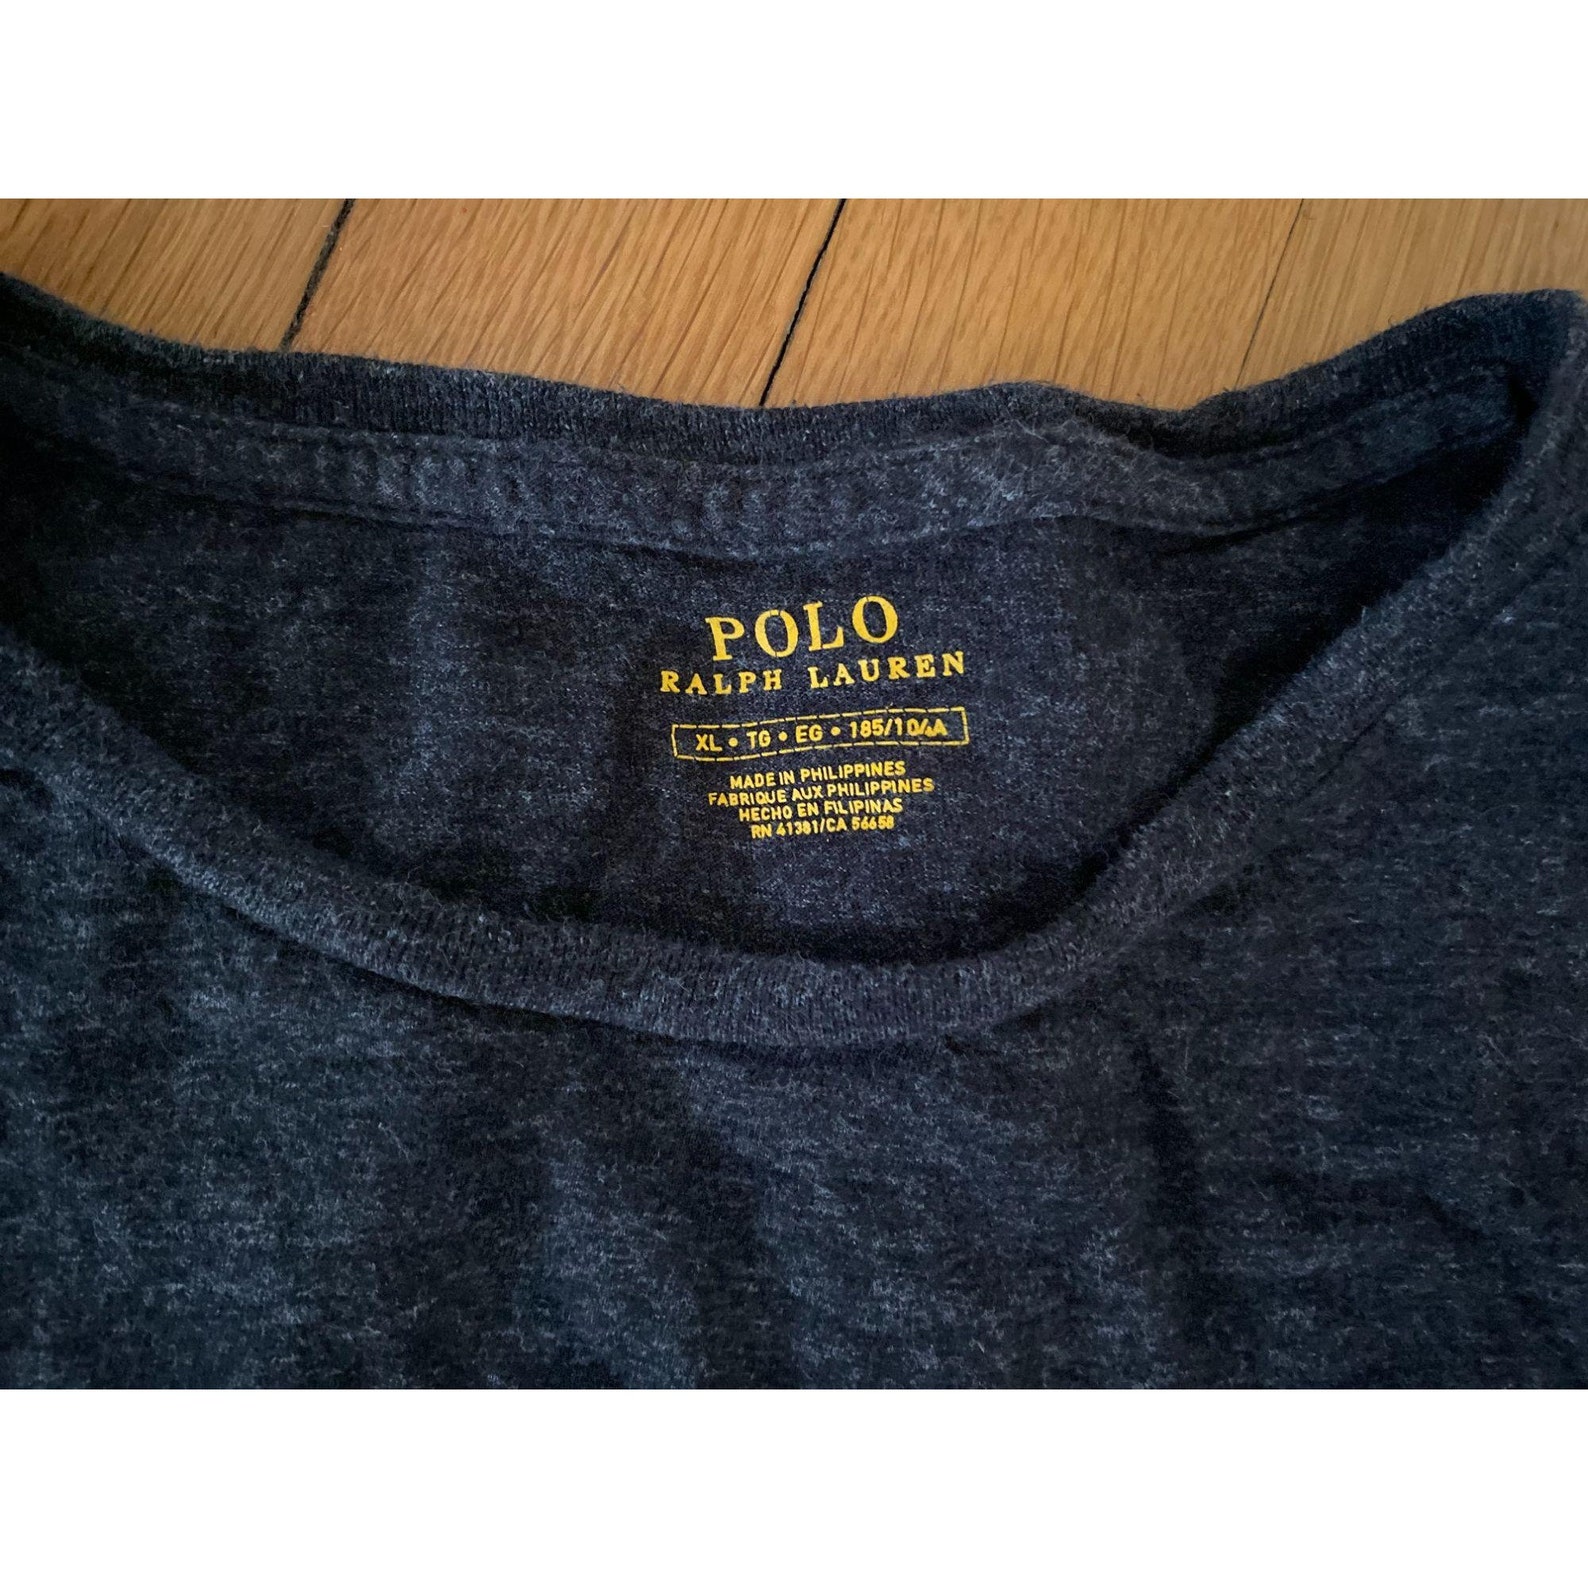 POLO
RALPH LAUREN
XL • TG • EG • 185/104A
MADE IN PHILIPPINES
FABRIQUE AUX PHILIPPINES
HECHO EN FILIPINAS
RN 41381/CA 56658